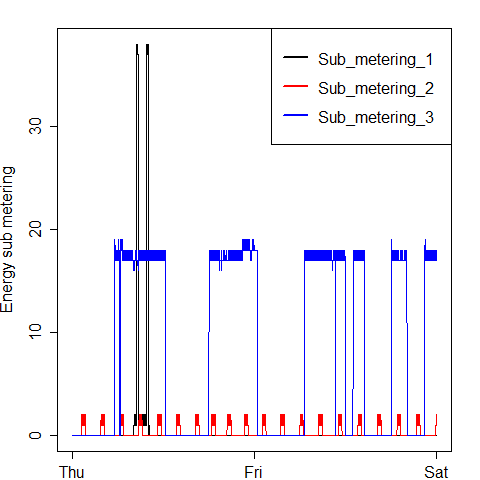 Sub_metering_1
Sub_metering_2
Sub_metering_3
Energy sub metering
30
20
10
0
Thu Fri Sat